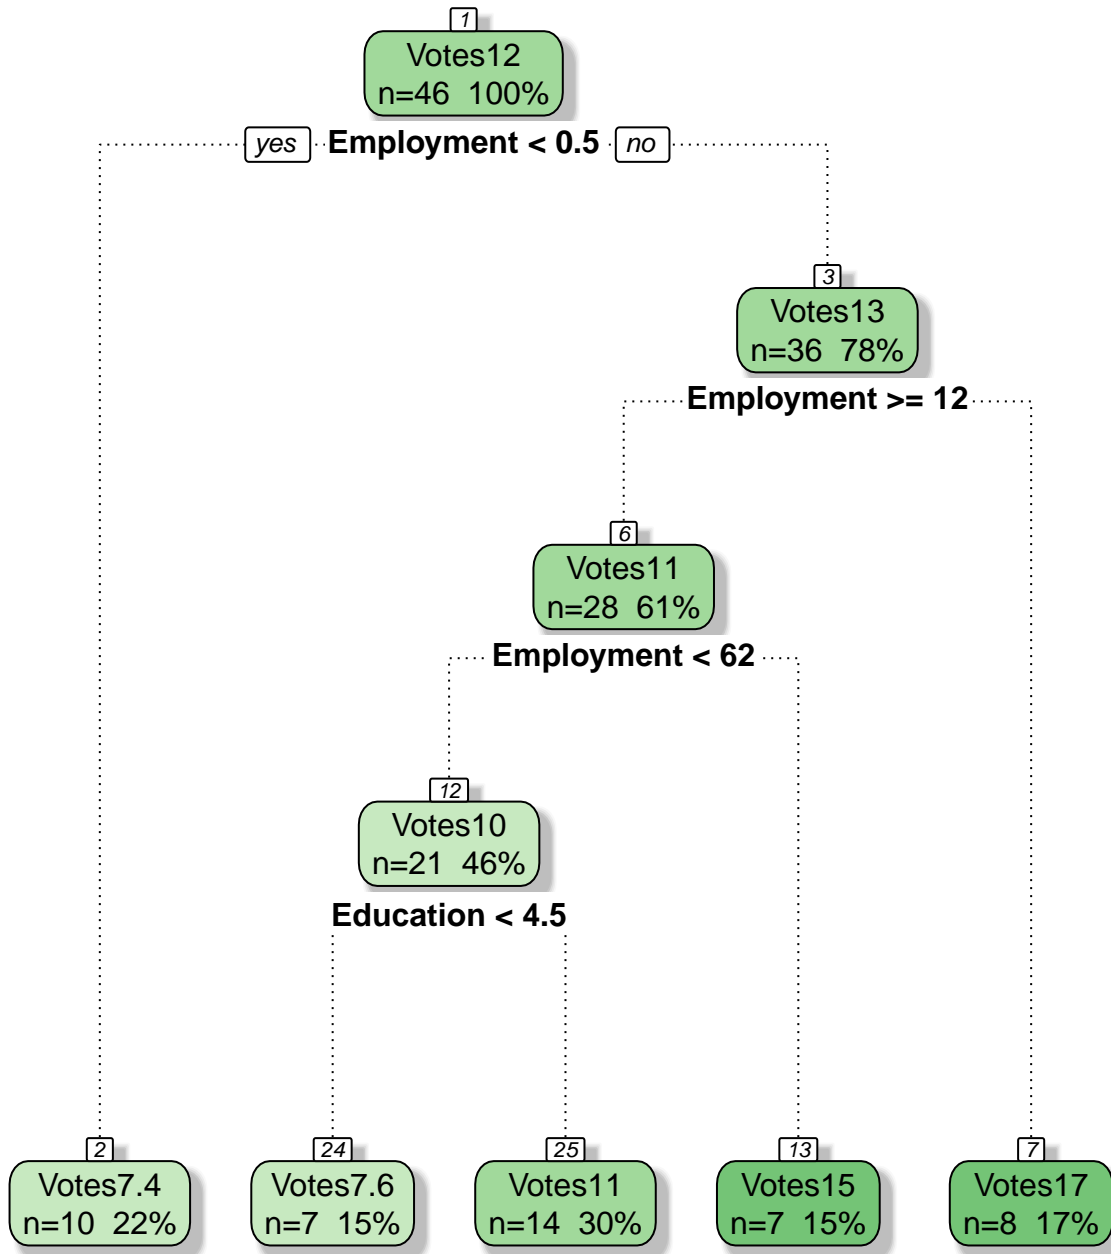 1
Votes12
n=46 100%
yes Employment < 0.5 no
3
Votes13
n=36 78%
Employment >= 12
6
Votes11
n=28 61%
Employment < 62
12
Votes10
n=21 46%
Education < 4.5
2
Votes7.4
n=10 22%
24
Votes7.6
n=7 15%
25
Votes11
n=14 30%
13
Votes15
n=7 15%
7
Votes17
n=8 17%